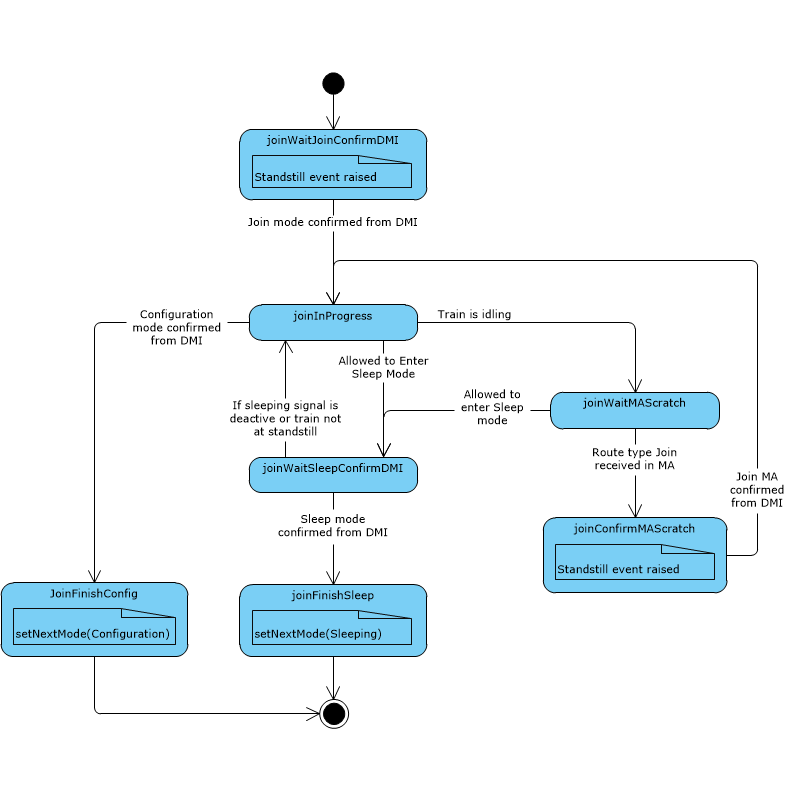 joinWaitJoinConfirmDMI
Standstill event raised
Join mode confirmed from DMI
Configuration
mode confirmed
from DMI
joinInProgress
Train is idling
Allowed to Enter
Sleep Mode
If sleeping signal is
deactive or train not
at standstill
Allowed to
enter Sleep
mode
joinWaitMAScratch
Route type Join
received in MA
joinWaitSleepConfirmDMI
Join MA
confirmed
from DMI
Sleep mode
confirmed from DMI
joinConfirmMAScratch
Standstill event raised
JoinFinishConfig
setNextMode(Configuration)
joinFinishSleep
setNextMode(Sleeping)